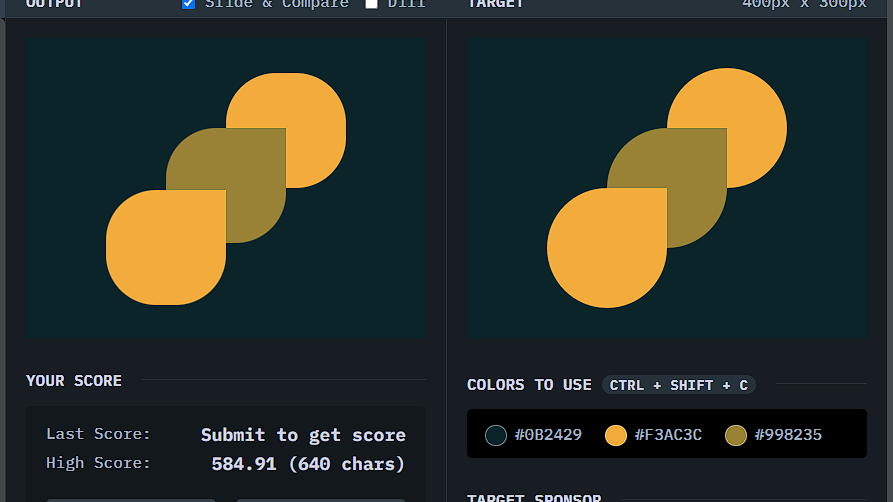 OUTPUT
Slide & Compare
Diff
TARGET
400px x 300px
YOUR SCORE
Last Score:
Submit to get score
High Score:
584.91 (640 chars)
COLORS TO USE
CTRL + SHIFT + C
#0B2429
#F3AC3C
#998235
TARGET SPONSOR